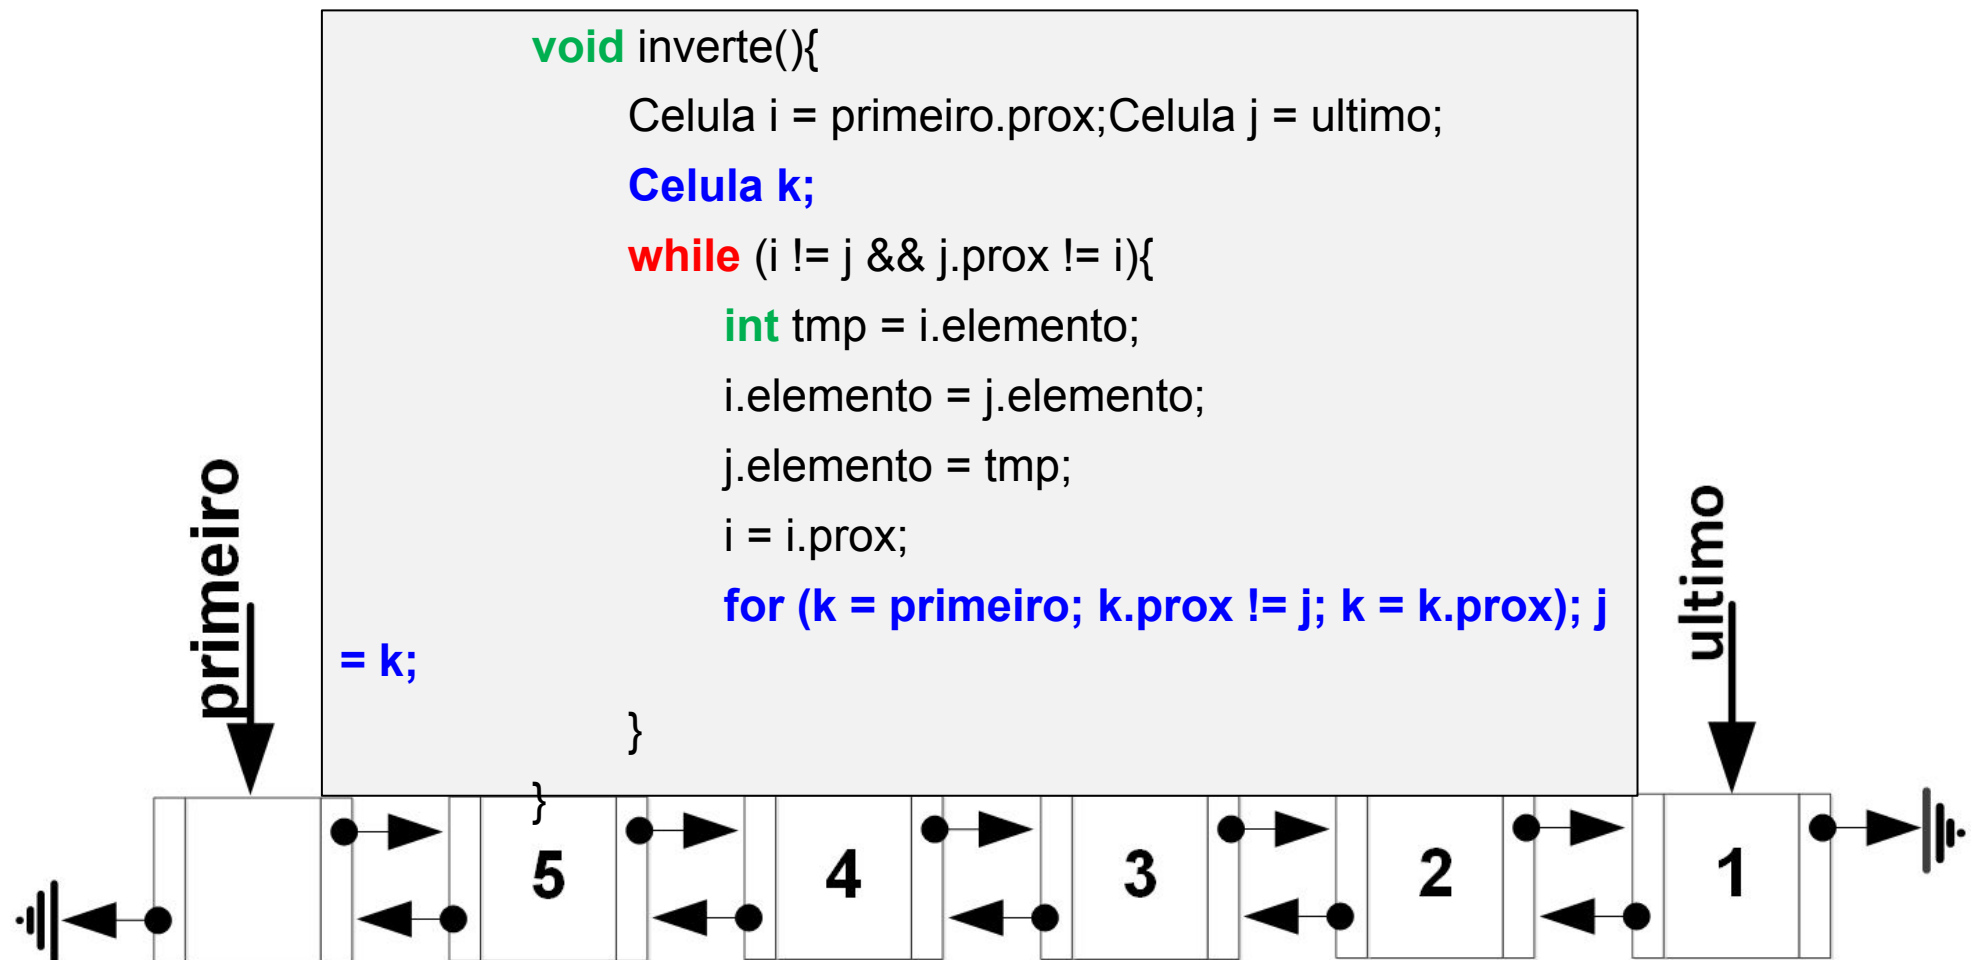 void inverte(){
Celula i = primeiro.prox;Celula j = ultimo;
Celula k;
while (i != j && j.prox != i){
int tmp = i.elemento;
i.elemento = j.elemento;
j.elemento = tmp;
i = i.prox;
for (k = primeiro; k.prox != j; k = k.prox); j
= k;
}
}
primeiro
ultimo
5 4 3 2 1